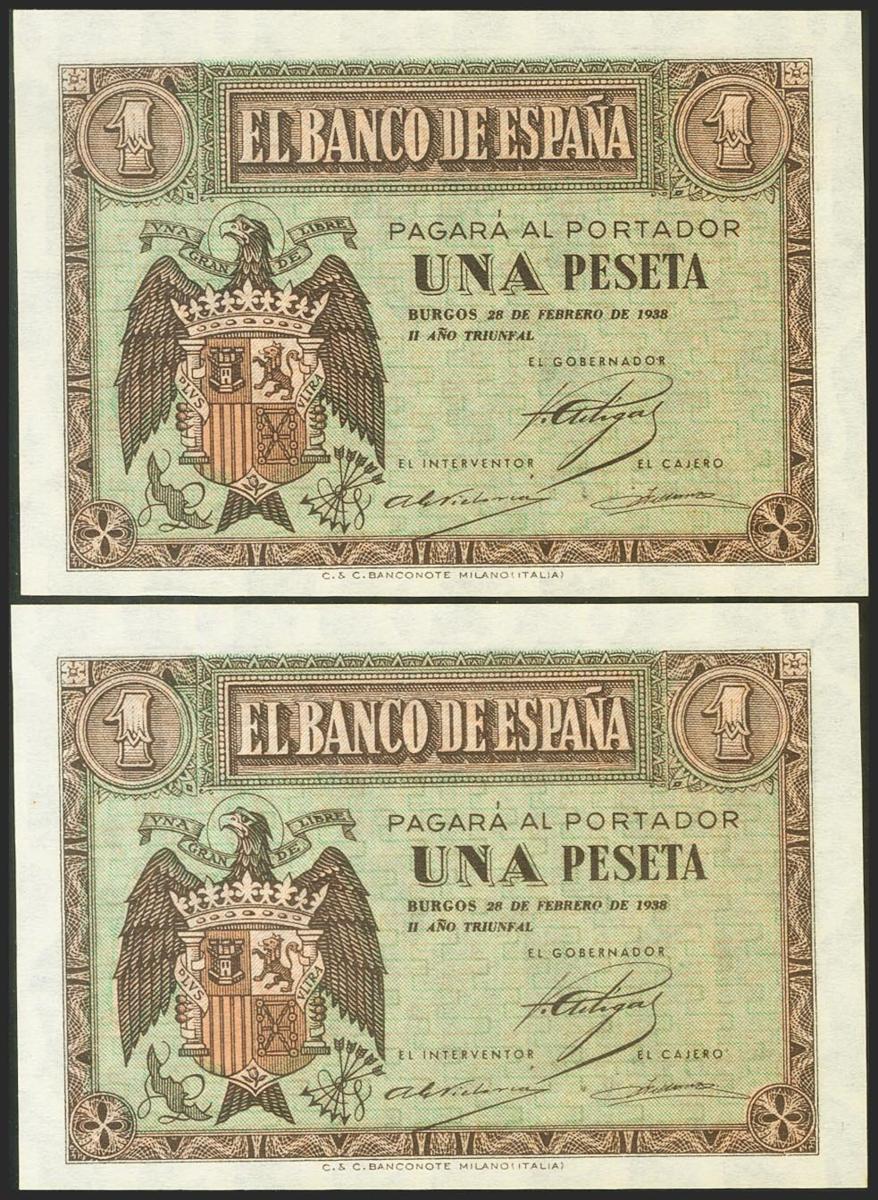 1 EL BANCO DE ESPAÑA 1
VNA GRANDE LIBRE
PAGARÁ AL PORTADOR
UNA PESETA
BURGOS 28 DE FEBRERO DE 1938
II AÑO TRIUNFAL
EL GOBERNADOR
PLVS VLTRA
EL INTERVENTOR EL CAJERO
C. & C. BANCONOTE MILANO (ITALIA)
1 EL BANCO DE ESPAÑA 1
VNA GRANDE LIBRE
PAGARÁ AL PORTADOR
UNA PESETA
BURGOS 28 DE FEBRERO DE 1938
II AÑO TRIUNFAL
EL GOBERNADOR
PLVS VLTRA
EL INTERVENTOR EL CAJERO
C. & C. BANCONOTE MILANO (ITALIA)